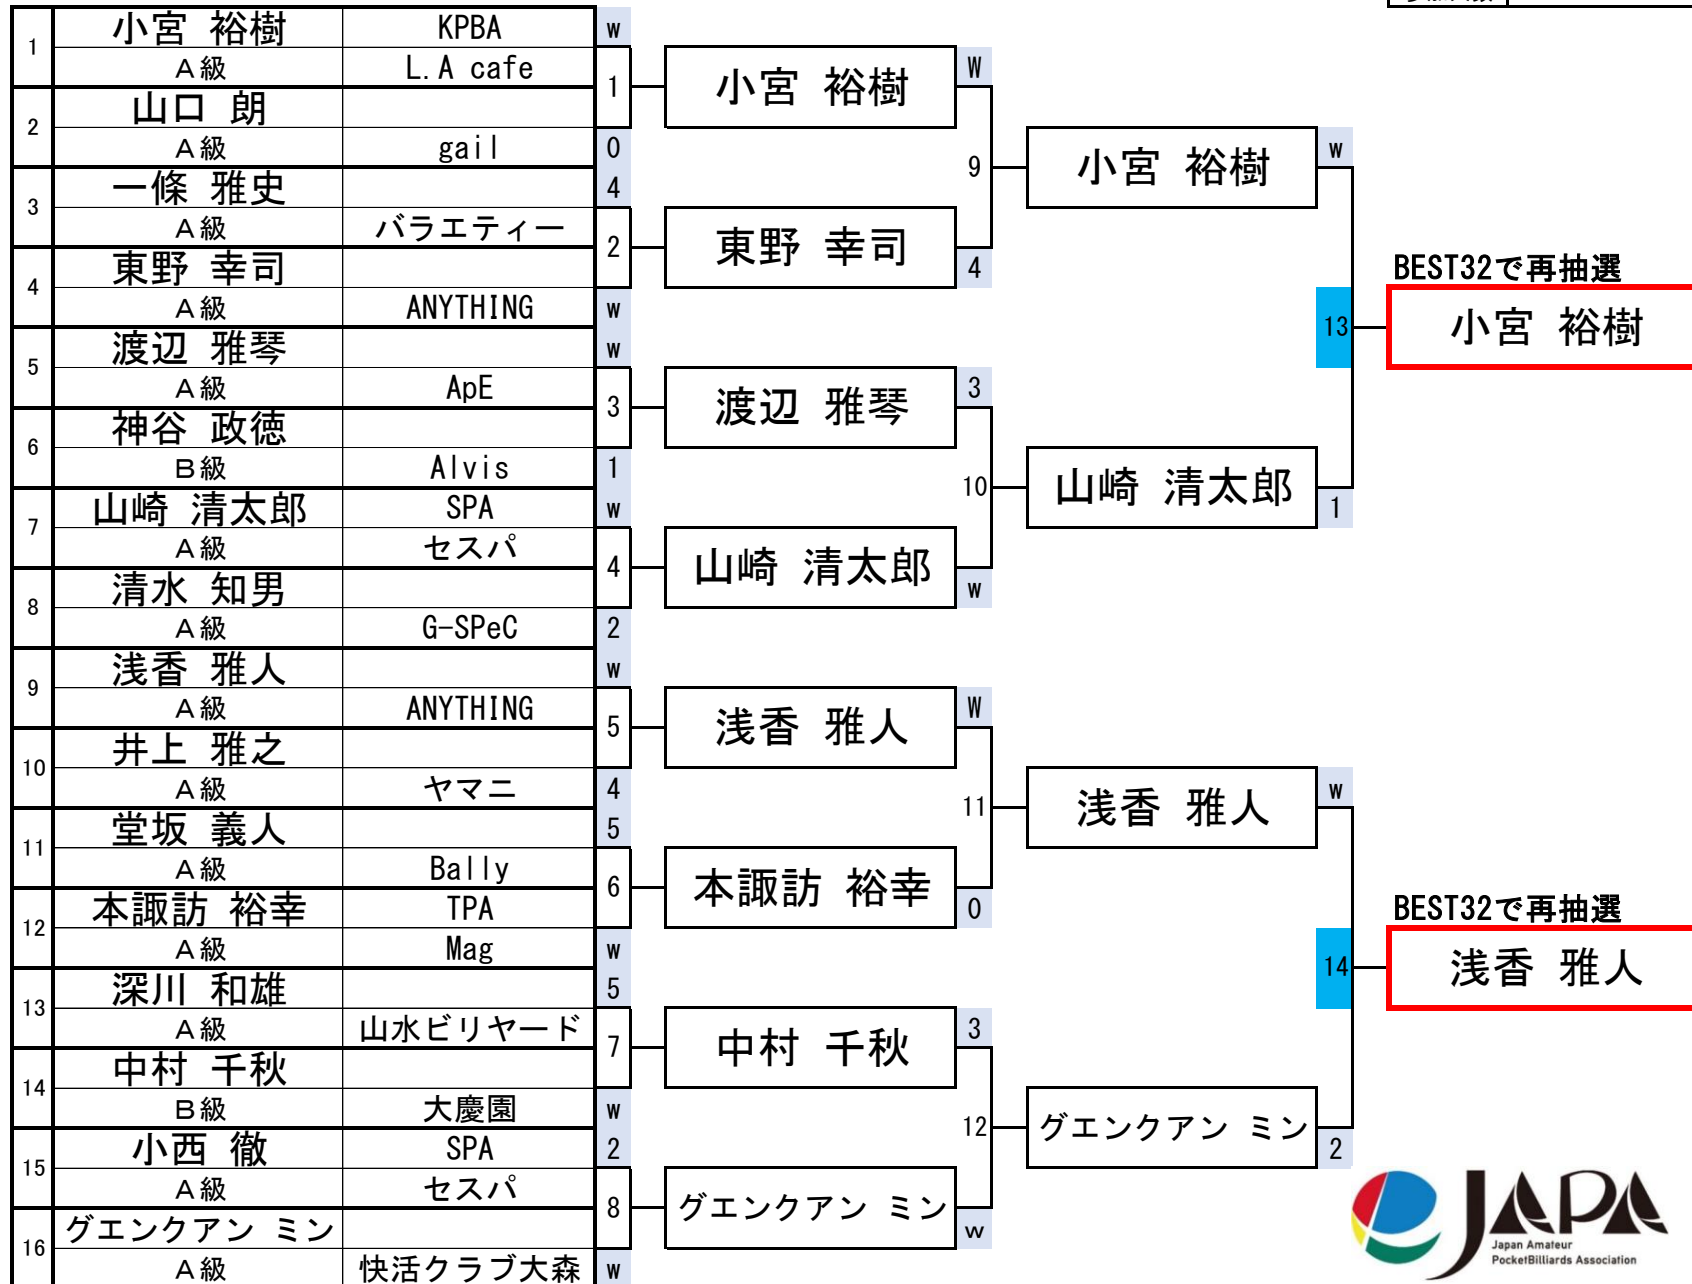 1
小宮 裕樹 KPBA w
A級 L.A cafe
2
山口 朗
A級 gail 0
3
一條 雅史 4
A級 バラエティー
4
東野 幸司
A級 ANYTHING w
5
渡辺 雅琴 w
A級 ApE
6
神谷 政徳
B級 Alvis 1
7
山崎 清太郎 SPA w
A級 セスパ
8
清水 知男
A級 G-SPeC 2
9
浅香 雅人 w
A級 ANYTHING
10
井上 雅之
A級 ヤマニ 4
11
堂坂 義人 5
A級 Bally
12
本諏訪 裕幸 TPA
A級 Mag w
13
深川 和雄 5
A級 山水ビリヤード
14
中村 千秋
B級 大慶園 w
15
小西 徹 SPA 2
A級 セスパ
16
グエンクアン ミン
A級 快活クラブ大森 w
1 小宮 裕樹 W
9
2 東野 幸司 4
3 渡辺 雅琴 3
10
4 山崎 清太郎 w
5 浅香 雅人 W
11
6 本諏訪 裕幸 0
7 中村 千秋 3
12
8 グエンクアン ミン w
小宮 裕樹 w
13
山崎 清太郎 1
浅香 雅人 w
14
グエンクアン ミン 2
BEST32で再抽選
小宮 裕樹
BEST32で再抽選
浅香 雅人
JAPA
Japan Amateur
PocketBilliards Association